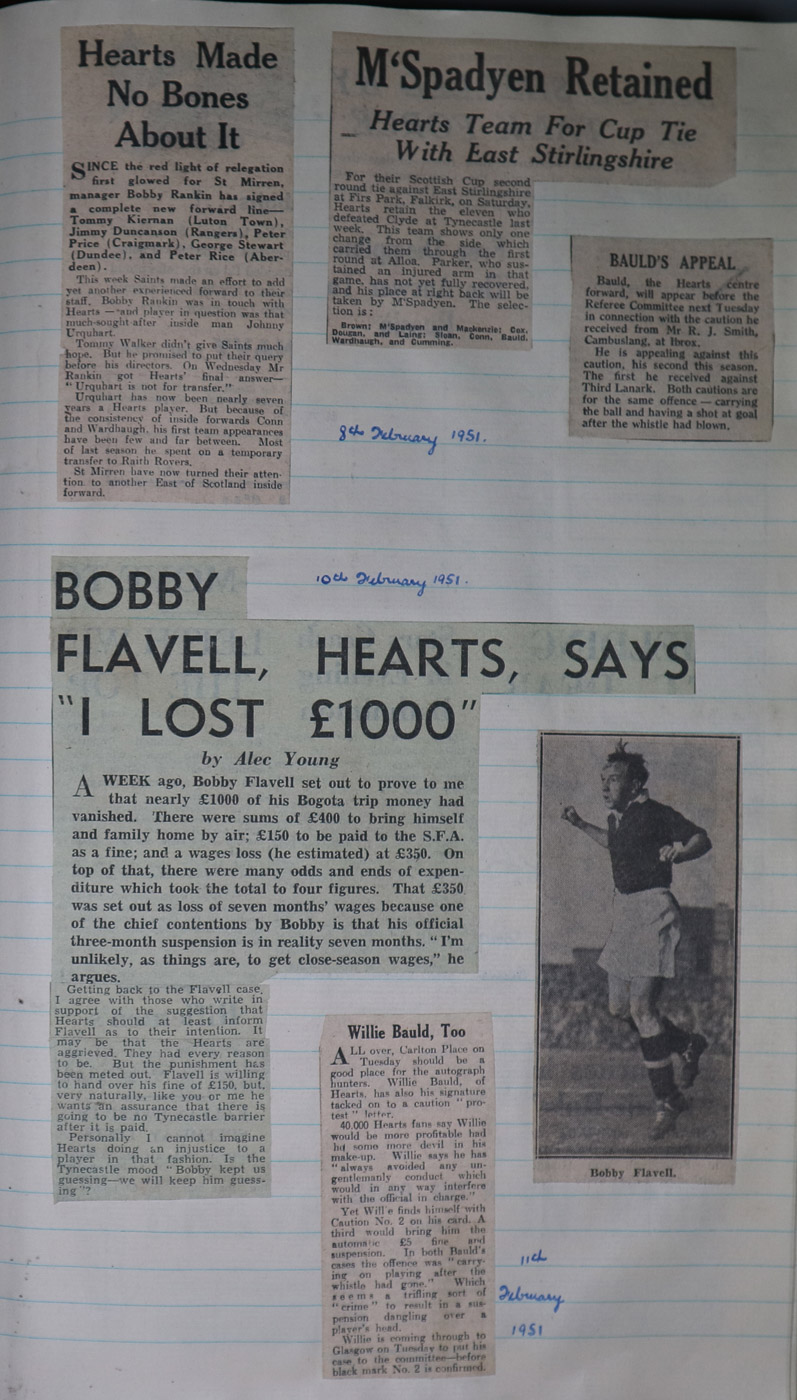 Hearts Made
No Bones
About It
SINCE the red light of relegation
first glowed for St Mirren,
manager Bobby Rankin has signed
a complete new forward line—
Tommy Kiernan (Luton Town),
Jimmy Duncanson (Rangers), Peter
Price (Craigmark), George Stewart
(Dundee), and Peter Rice (Aber-
deen).
This week Saints made an effort to add
yet another experienced forward to their
staff. Bobby Rankin was in touch with
Hearts—and player in question was that
much-sought after inside man Johnny
Urquhart.
Tommy Walker didn't give Saints much
hope. But he promised to put their query
before his directors. On Wednesday Mr
Rankin got Hearts' final answer—
"Urquhart is not for transfer."
Urquhart has now been nearly seven
years a Hearts player. But because of
the consistency of inside forwards Conn
and Wardhaugh, his first team appearances
have been few and far between. Most
of last season he spent on a temporary
transfer to Raith Rovers.
St Mirren have now turned their atten-
tion to another East of Scotland inside
forward.
M'Spadyen Retained
Hearts Team For Cup Tie
With East Stirlingshire
For their Scottish Cup second
round tie against East Stirlingshire
at Firs Park, Falkirk, on Saturday,
Hearts retain the eleven who
defeated Clyde at Tynecastle last
week. This team shows only one
change from the side which
carried them through the first
round at Alloa. Parker, who sus-
tained an injured arm in that
game, has not yet fully recovered,
and his place at right back will be
taken by M'Spadyen. The selec-
tion is:
Brown; M'Spadyen and Mackenzie; Cox,
Dougan, and Laing; Sloan, Conn, Bauld,
Wardhaugh, and Cumming.
8th February 1951.
BAULD'S APPEAL
Bauld, the Hearts centre
forward, will appear before the
Referee Committee next Tuesday
in connection with the caution he
received from Mr R. J. Smith,
Cambuslang, at Ibrox.
He is appealing against this
caution, his second this season.
The first he received against
Third Lanark. Both cautions are
for the same offence—carrying
the ball and having a shot at goal
after the whistle had blown.
10th February 1951.
BOBBY
FLAVELL, HEARTS, SAYS
"I LOST £1000"
by Alec Young
A WEEK ago, Bobby Flavell set out to prove to me
that nearly £1000 of his Bogota trip money had
vanished. There were sums of £400 to bring himself
and family home by air; £150 to be paid to the S.F.A.
as a fine; and a wages loss (he estimated) at £350. On
top of that, there were many odds and ends of expen-
diture which took the total to four figures. That £350
was set out as loss of seven months' wages because one
of the chief contentions by Bobby is that his official
three-month suspension is in reality seven months. "I'm
unlikely, as things are, to get close-season wages," he
argues.
Getting back to the Flavell case,
I agree with those who write in
support of the suggestion that
Hearts should at least inform
Flavell as to their intention. It
may be that the Hearts are
aggrieved. They had every reason
to be. But the punishment has
been meted out. Flavell is willing
to hand over his fine of £150, but,
very naturally, like you or me he
wants an assurance that there is
going to be no Tynecastle barrier
after it is paid.
Personally I cannot imagine
Hearts doing an injustice to a
player in that fashion. Is the
Tynecastle mood "Bobby kept us
guessing—we will keep him guess-
ing"?
Willie Bauld, Too
ALL over, Carlton Place on
Tuesday should be a
good place for the autograph
hunters. Willie Bauld, of
Hearts, has also his signature
tacked on to a caution "pro-
test" letter.
40,000 Hearts fans say Willie
would be more profitable had
he some more devil in his
make-up. Willie says he has
"always avoided any un-
gentlemanly conduct which
would in any way interfere
with the official in charge."
Yet Willie finds himself with
Caution No. 2 on his card. A
third would bring him the
automatic £5 fine and
suspension. In both Bauld's
cases the offence was "carry-
ing on playing after the
whistle had gone." Which
seems a trifling sort of
"crime" to result in a sus-
pension dangling over a
player's head.
Willie is coming through to
Glasgow on Tuesday to put his
case to the committee—before
black mark No. 2 is confirmed.
Bobby Flavell.
11th
February
1951